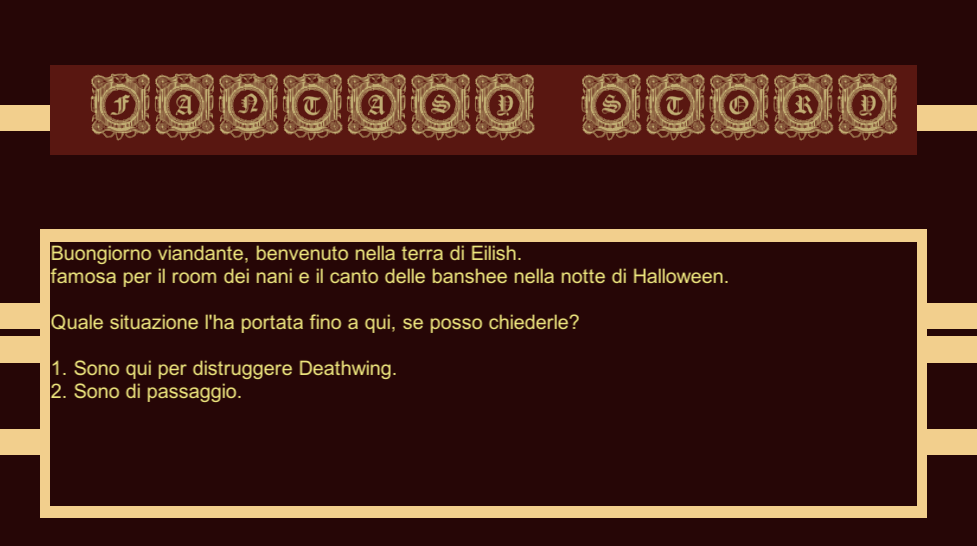 FANTASY STORY
Buongiorno viandante, benvenuto nella terra di Eilish.
famosa per il room dei nani e il canto delle banshee nella notte di Halloween.
Quale situazione l'ha portata fino a qui, se posso chiederle?
1. Sono qui per distruggere Deathwing.
2. Sono di passaggio.